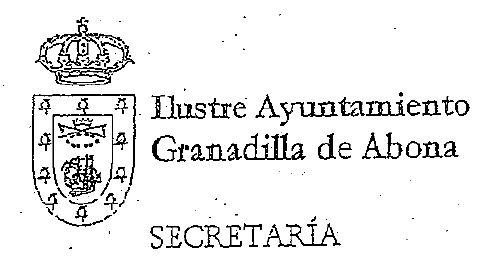 Ilustre Ayuntamiento
Granadilla de Abona
SECRETARÍA